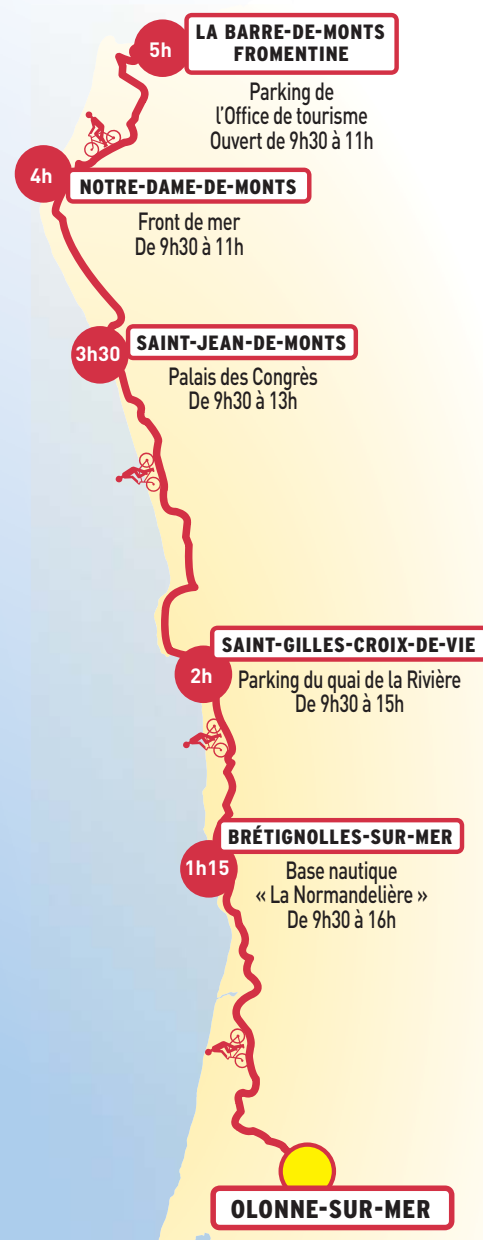 LA BARRE-DE-MONTS
FROMENTINE
5h
Parking de
l'Office de tourisme
Ouvert de 9h30 à 11h
4h
NOTRE-DAME-DE-MONTS
Front de mer
De 9h30 à 11h
SAINT-JEAN-DE-MONTS
3h30
Palais des Congrès
De 9h30 à 13h
SAINT-GILLES-CROIX-DE-VIE
2h
Parking du quai de la Rivière
De 9h30 à 15h
BRÉTIGNOLLES-SUR-MER
1h15
Base nautique
« La Normandelière »
De 9h30 à 16h
OLONNE-SUR-MER